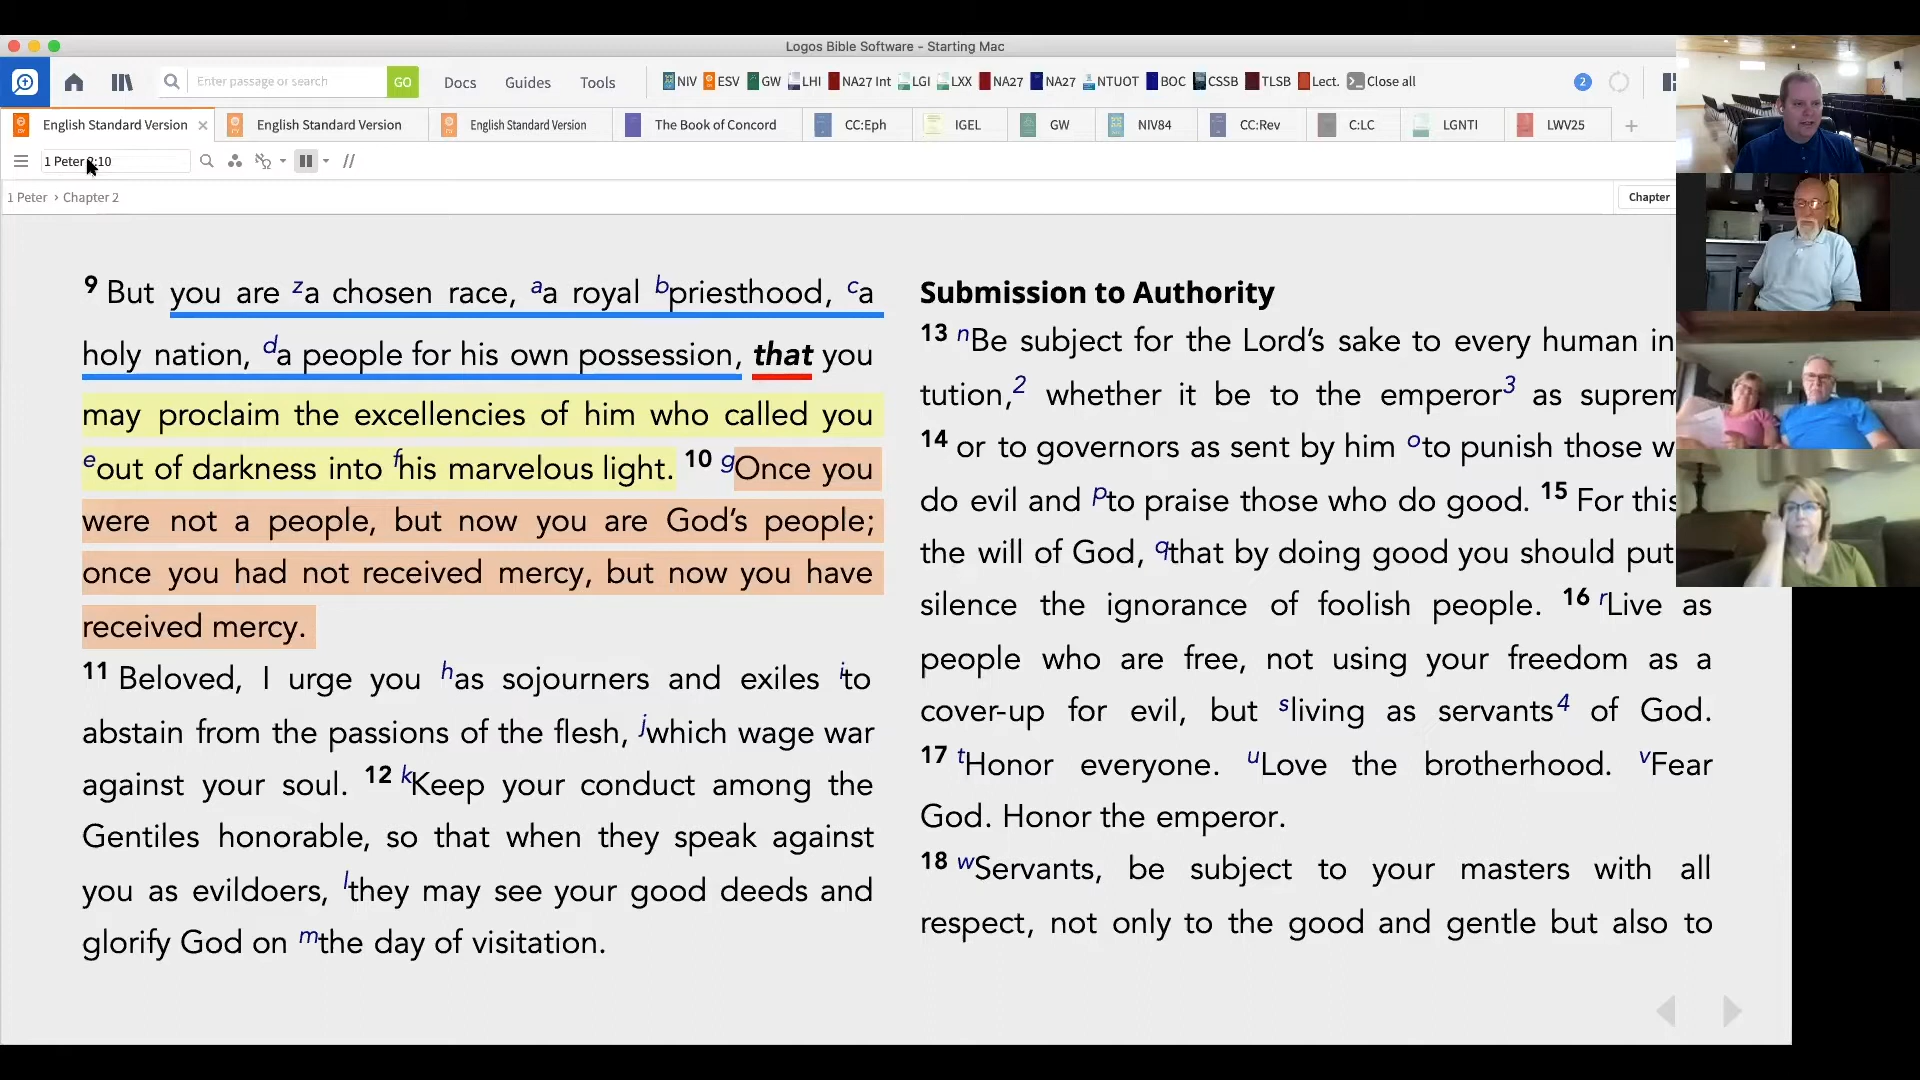 Logos Bible Software - Starting Mac
Enter passage or search GO Docs Guides Tools NIV ESV GW LHI NA27 Int LGI LXX NA27 NA27 NTUOT BOC CSSB TLSB Lect. Close all 2
English Standard Version English Standard Version English Standard Version The Book of Concord CC:Eph IGEL GW NIV84 CC:Rev C:LC LGNTI LWV25
1 Peter 2:10
1 Peter › Chapter 2 Chapter
9 But you are za chosen race, aa royal bpriesthood, ca
holy nation, da people for his own possession, that you
may proclaim the excellencies of him who called you
eout of darkness into fhis marvelous light. 10 gOnce you
were not a people, but now you are God's people;
once you had not received mercy, but now you have
received mercy.
11 Beloved, I urge you has sojourners and exiles ito
abstain from the passions of the flesh, jwhich wage war
against your soul. 12 kKeep your conduct among the
Gentiles honorable, so that when they speak against
you as evildoers, lthey may see your good deeds and
glorify God on mthe day of visitation.
Submission to Authority
13 nBe subject for the Lord's sake to every human in
tution,2 whether it be to the emperor3 as suprem
14 or to governors as sent by him oto punish those w
do evil and pto praise those who do good. 15 For this
the will of God, qthat by doing good you should put
silence the ignorance of foolish people. 16 rLive as
people who are free, not using your freedom as a
cover-up for evil, but sliving as servants4 of God.
17 tHonor everyone. uLove the brotherhood. vFear
God. Honor the emperor.
18 wServants, be subject to your masters with all
respect, not only to the good and gentle but also to